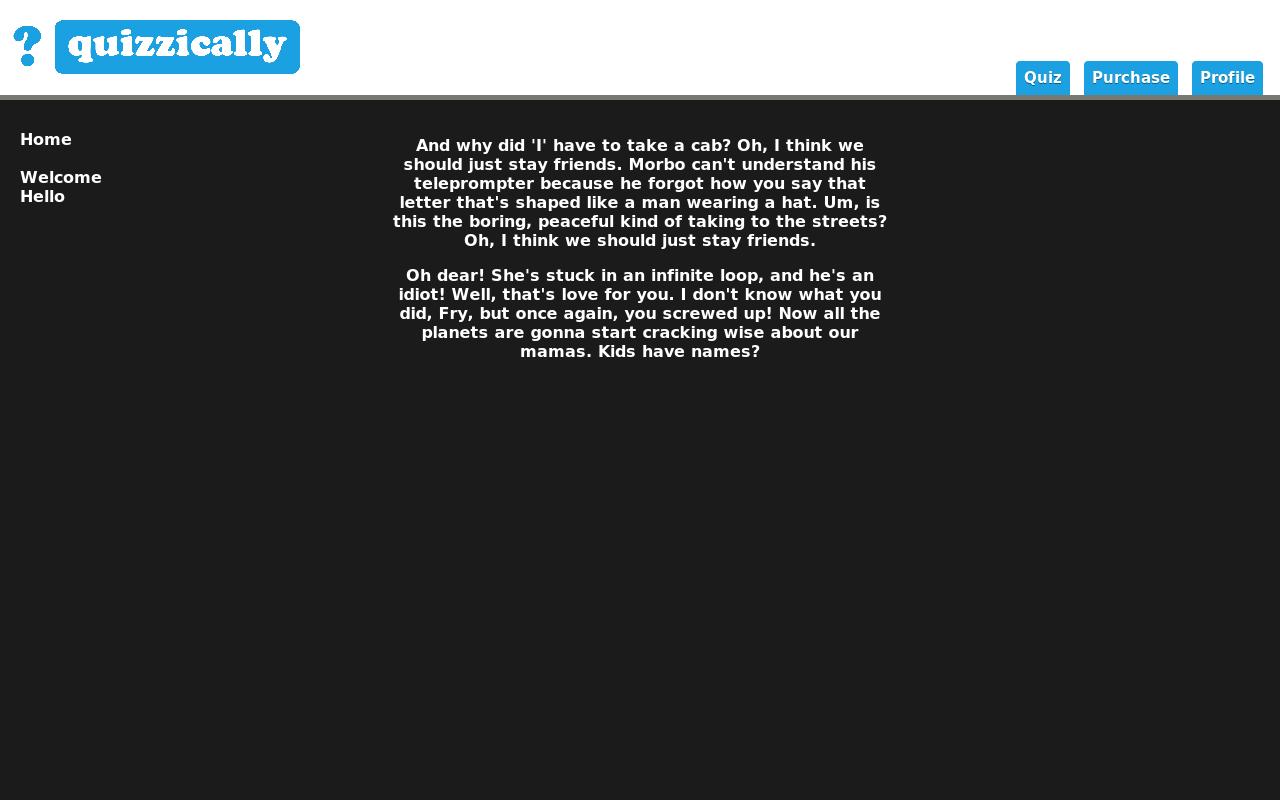 ? quizzically
Quiz Purchase Profile
Home
Welcome
Hello
And why did 'I' have to take a cab? Oh, I think we
should just stay friends. Morbo can't understand his
teleprompter because he forgot how you say that
letter that's shaped like a man wearing a hat. Um, is
this the boring, peaceful kind of taking to the streets?
Oh, I think we should just stay friends.
Oh dear! She's stuck in an infinite loop, and he's an
idiot! Well, that's love for you. I don't know what you
did, Fry, but once again, you screwed up! Now all the
planets are gonna start cracking wise about our
mamas. Kids have names?